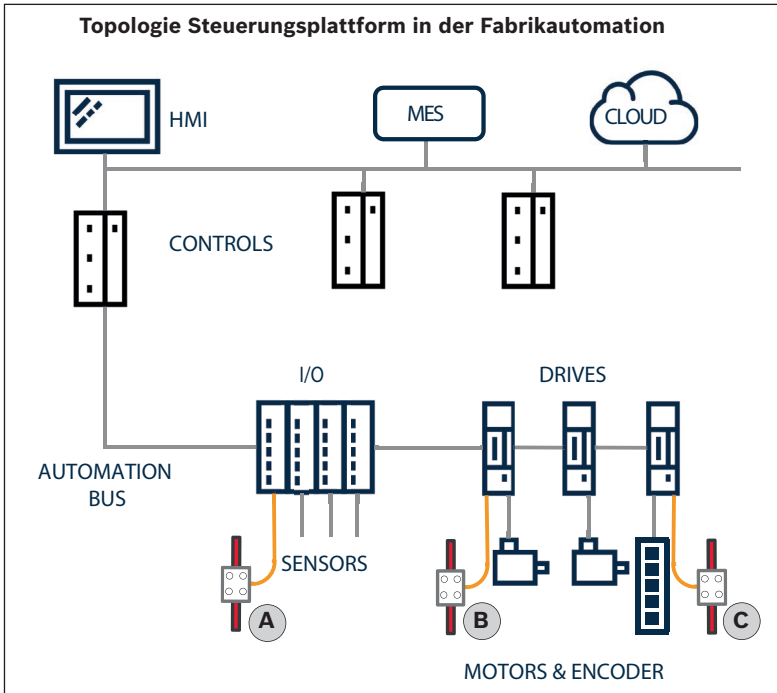 Topologie Steuerungsplattform in der Fabrikautomation
HMI
MES
CLOUD
CONTROLS
I/O
DRIVES
AUTOMATION
BUS
SENSORS
A
B
C
MOTORS & ENCODER